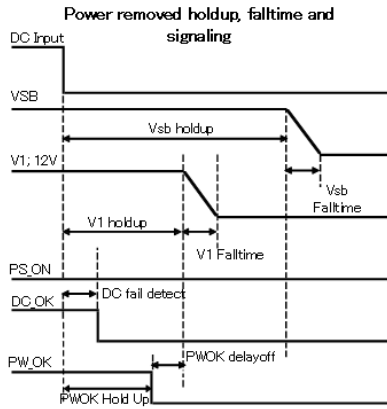 Power removed holdup, falltime and
signaling
DC Input
VSB
Vsb holdup
V1; 12V
Vsb
Falltime
V1 holdup
V1 Falltime
PS_ON
DC fail detect
DC_OK
PWOK delayoff
PW_OK
PWOK Hold Up